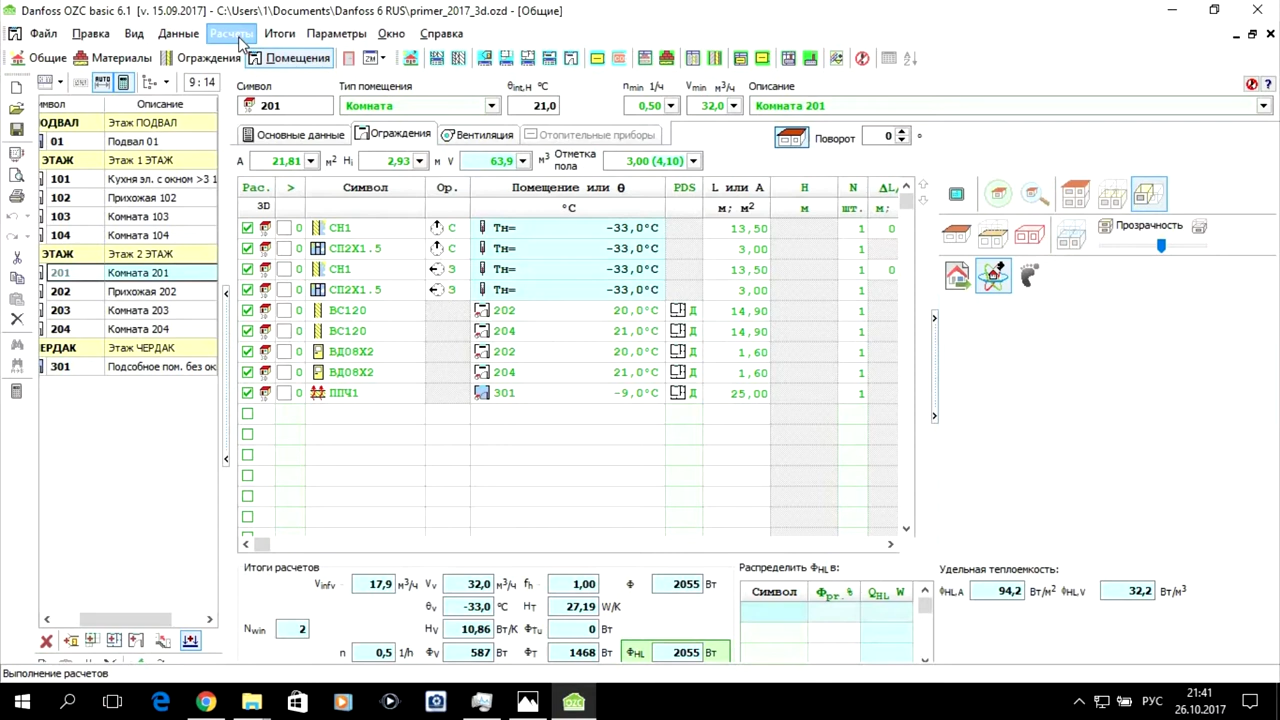 Danfoss OZC basic 6.1 [v. 15.09.2017] - C:\Users\1\Documents\Danfoss 6 RUS\primer_2017_3d.ozd - [Общие]
Файл Правка Вид Данные Расчеты Итоги Параметры Окно Справка
Общие Материалы Ограждения Помещения
AUTO 9 : 14
Символ Тип помещения θint,H °C nmin 1/ч Vmin м³/ч Описание
201 Комната 21,0 0,50 32,0 Комната 201
Основные данные Ограждения Вентиляция Отопительные приборы Поворот 0 °
A 21,81 м² Hi 2,93 м V 63,9 м³ Отметка пола 3,00 (4,10)
мвол Описание
ОДВАЛ Этаж ПОДВАЛ
01 Подвал 01
ЭТАЖ Этаж 1 ЭТАЖ
101 Кухня эл. с окном >3 1
102 Прихожая 102
103 Комната 103
104 Комната 104
ЭТАЖ Этаж 2 ЭТАЖ
201 Комната 201
202 Прихожая 202
203 Комната 203
204 Комната 204
ЕРДАК Этаж ЧЕРДАК
301 Подсобное пом. без ок
Рас. > Символ Ор. Помещение или θ PDS L или A H N ΔL,
3D °C м; м² м шт. м;
0 СН1 С Tн= -33,0°C 13,50 1 0
0 СП2Х1.5 С Tн= -33,0°C 3,00 1
0 СН1 З Tн= -33,0°C 13,50 1 0
0 СП2Х1.5 З Tн= -33,0°C 3,00 1
0 ВС120 202 20,0°C Д 14,90 1
0 ВС120 204 21,0°C Д 14,90 1
0 ВД08Х2 202 20,0°C Д 1,60 1
0 ВД08Х2 204 21,0°C Д 1,60 1
0 ППЧ1 301 -9,0°C Д 25,00 1
Прозрачность
Итоги расчетов
Vinfv 17,9 м³/ч Vv 32,0 м³/ч fh 1,00 Φ 2055 Вт
θv -33,0 °C HT 27,19 W/K
Nwin 2 HV 10,86 Вт/K ΦTu 0 Вт
n 0,5 1/h ΦV 587 Вт ΦT 1468 Вт ΦHL 2055 Вт
Распределить ΦHL в:
Символ Φpr.% QHL W
Удельная теплоемкость:
ΦHL,A 94,2 Вт/м² ΦHL,V 32,2 Вт/м³
Выполнение расчетов
РУС 21:41
26.10.2017